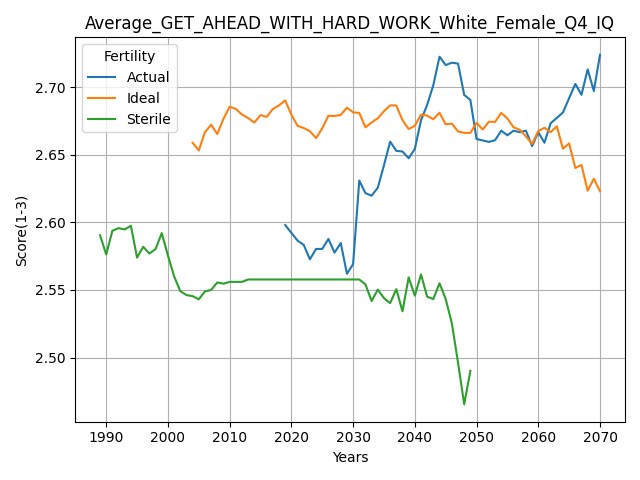 Average_GET_AHEAD_WITH_HARD_WORK_White_Female_Q4_IQ
Fertility
Actual
Ideal
Sterile
Score(1-3)
2.70
2.65
2.60
2.55
2.50
1990 2000 2010 2020 2030 2040 2050 2060 2070
Years